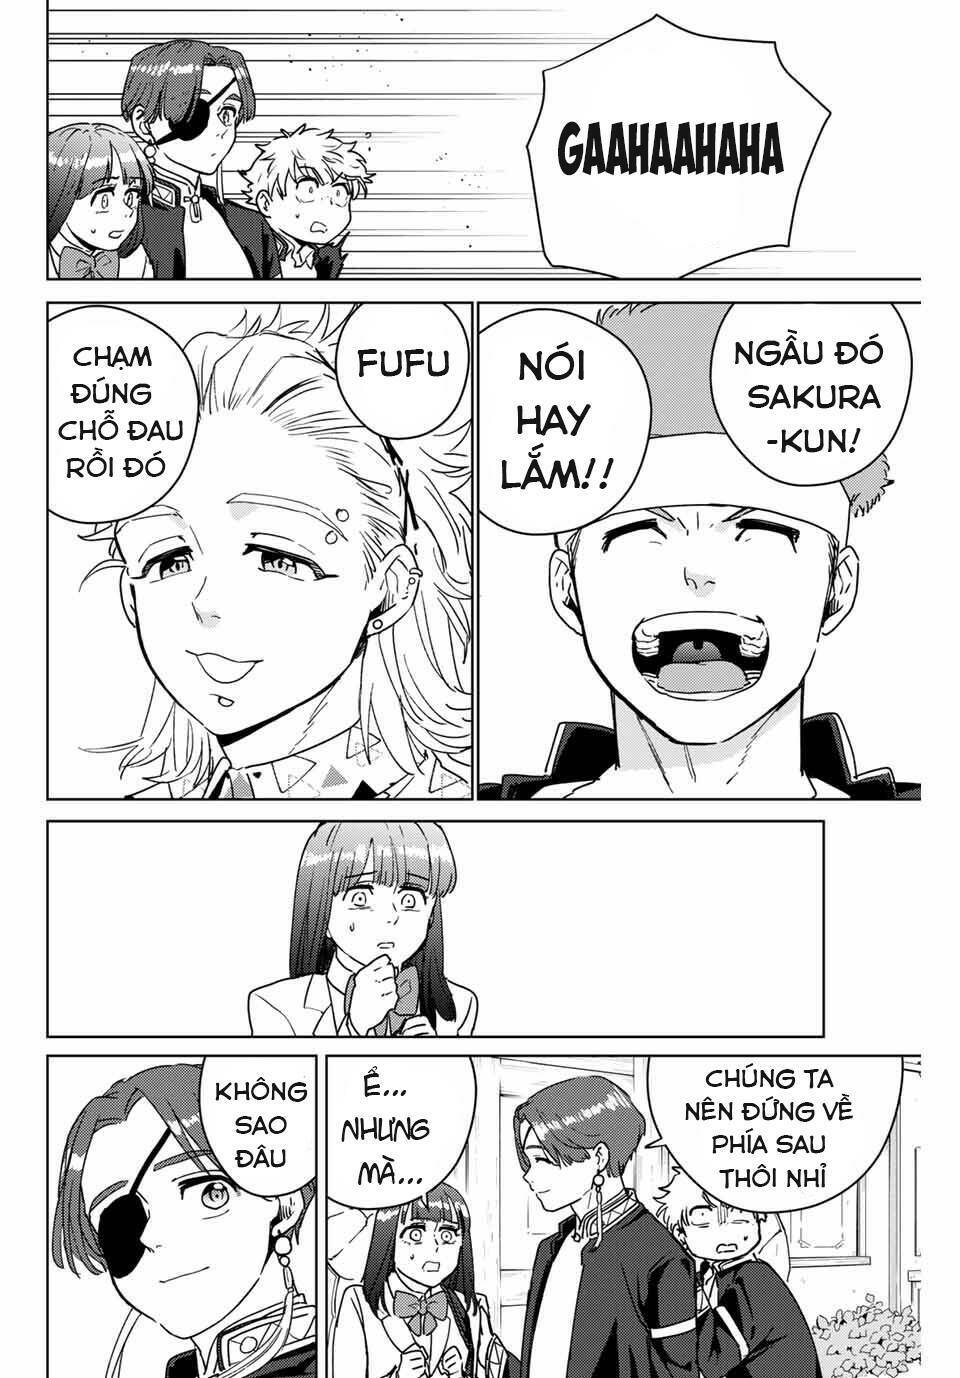 GAAHAAHAHA
NGẦU ĐÓ
SAKURA
-KUN!
NÓI
HAY
LẮM!!
FUFU
CHẠM
ĐÚNG
CHỖ ĐAU
RỒI ĐÓ
CHÚNG TA
NÊN ĐỨNG VỀ
PHÍA SAU
THÔI NHỈ
Ể...
NHƯNG
MÀ...
KHÔNG
SAO
ĐÂU